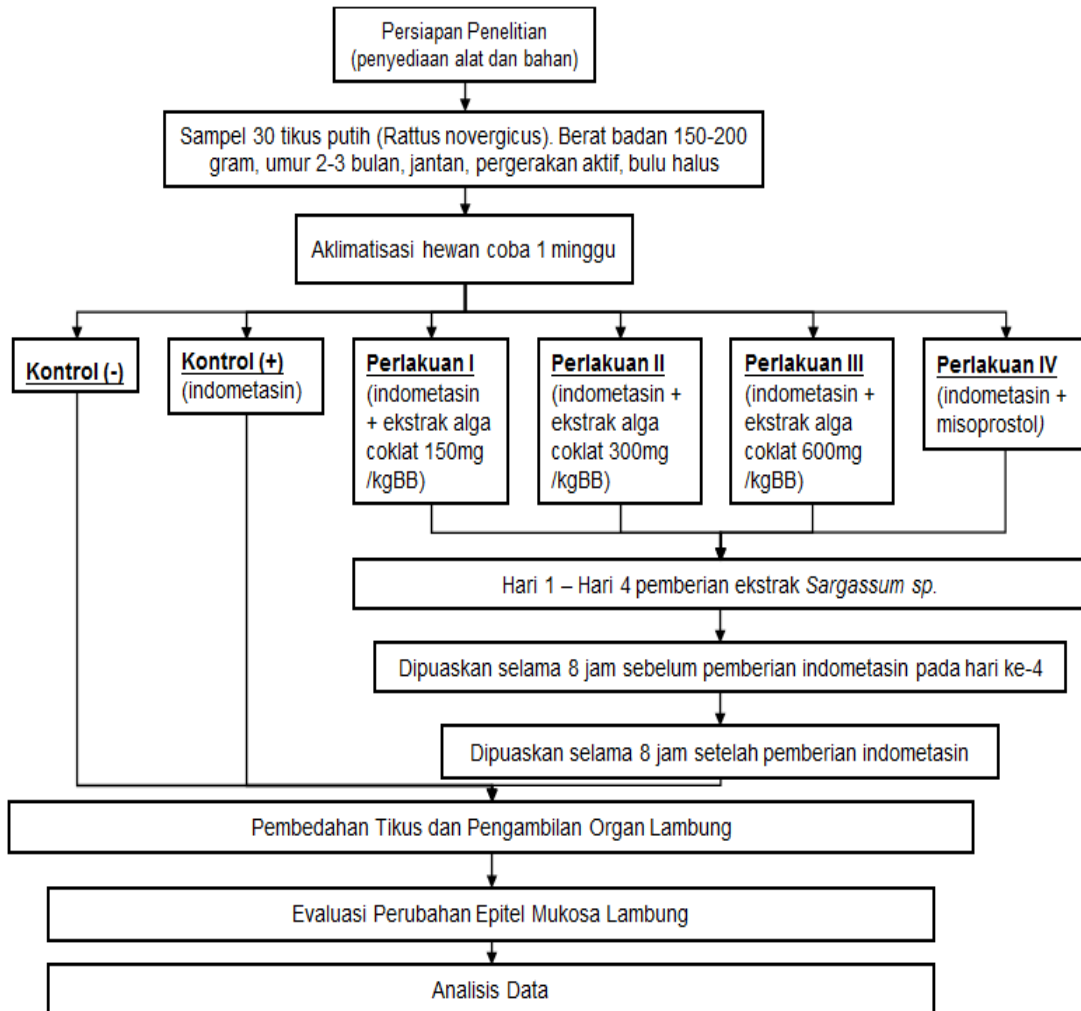 Persiapan Penelitian
(penyediaan alat dan bahan)
Sampel 30 tikus putih (Rattus novergicus). Berat badan 150-200
gram, umur 2-3 bulan, jantan, pergerakan aktif, bulu halus
Aklimatisasi hewan coba 1 minggu
Kontrol (-)
Kontrol (+)
(indometasin)
Perlakuan I
(indometasin
+ ekstrak alga
coklat 150mg
/kgBB)
Perlakuan II
(indometasin +
ekstrak alga
coklat 300mg
/kgBB)
Perlakuan III
(indometasin +
ekstrak alga
coklat 600mg
/kgBB)
Perlakuan IV
(indometasin +
misoprostol)
Hari 1 – Hari 4 pemberian ekstrak Sargassum sp.
Dipuaskan selama 8 jam sebelum pemberian indometasin pada hari ke-4
Dipuaskan selama 8 jam setelah pemberian indometasin
Pembedahan Tikus dan Pengambilan Organ Lambung
Evaluasi Perubahan Epitel Mukosa Lambung
Analisis Data